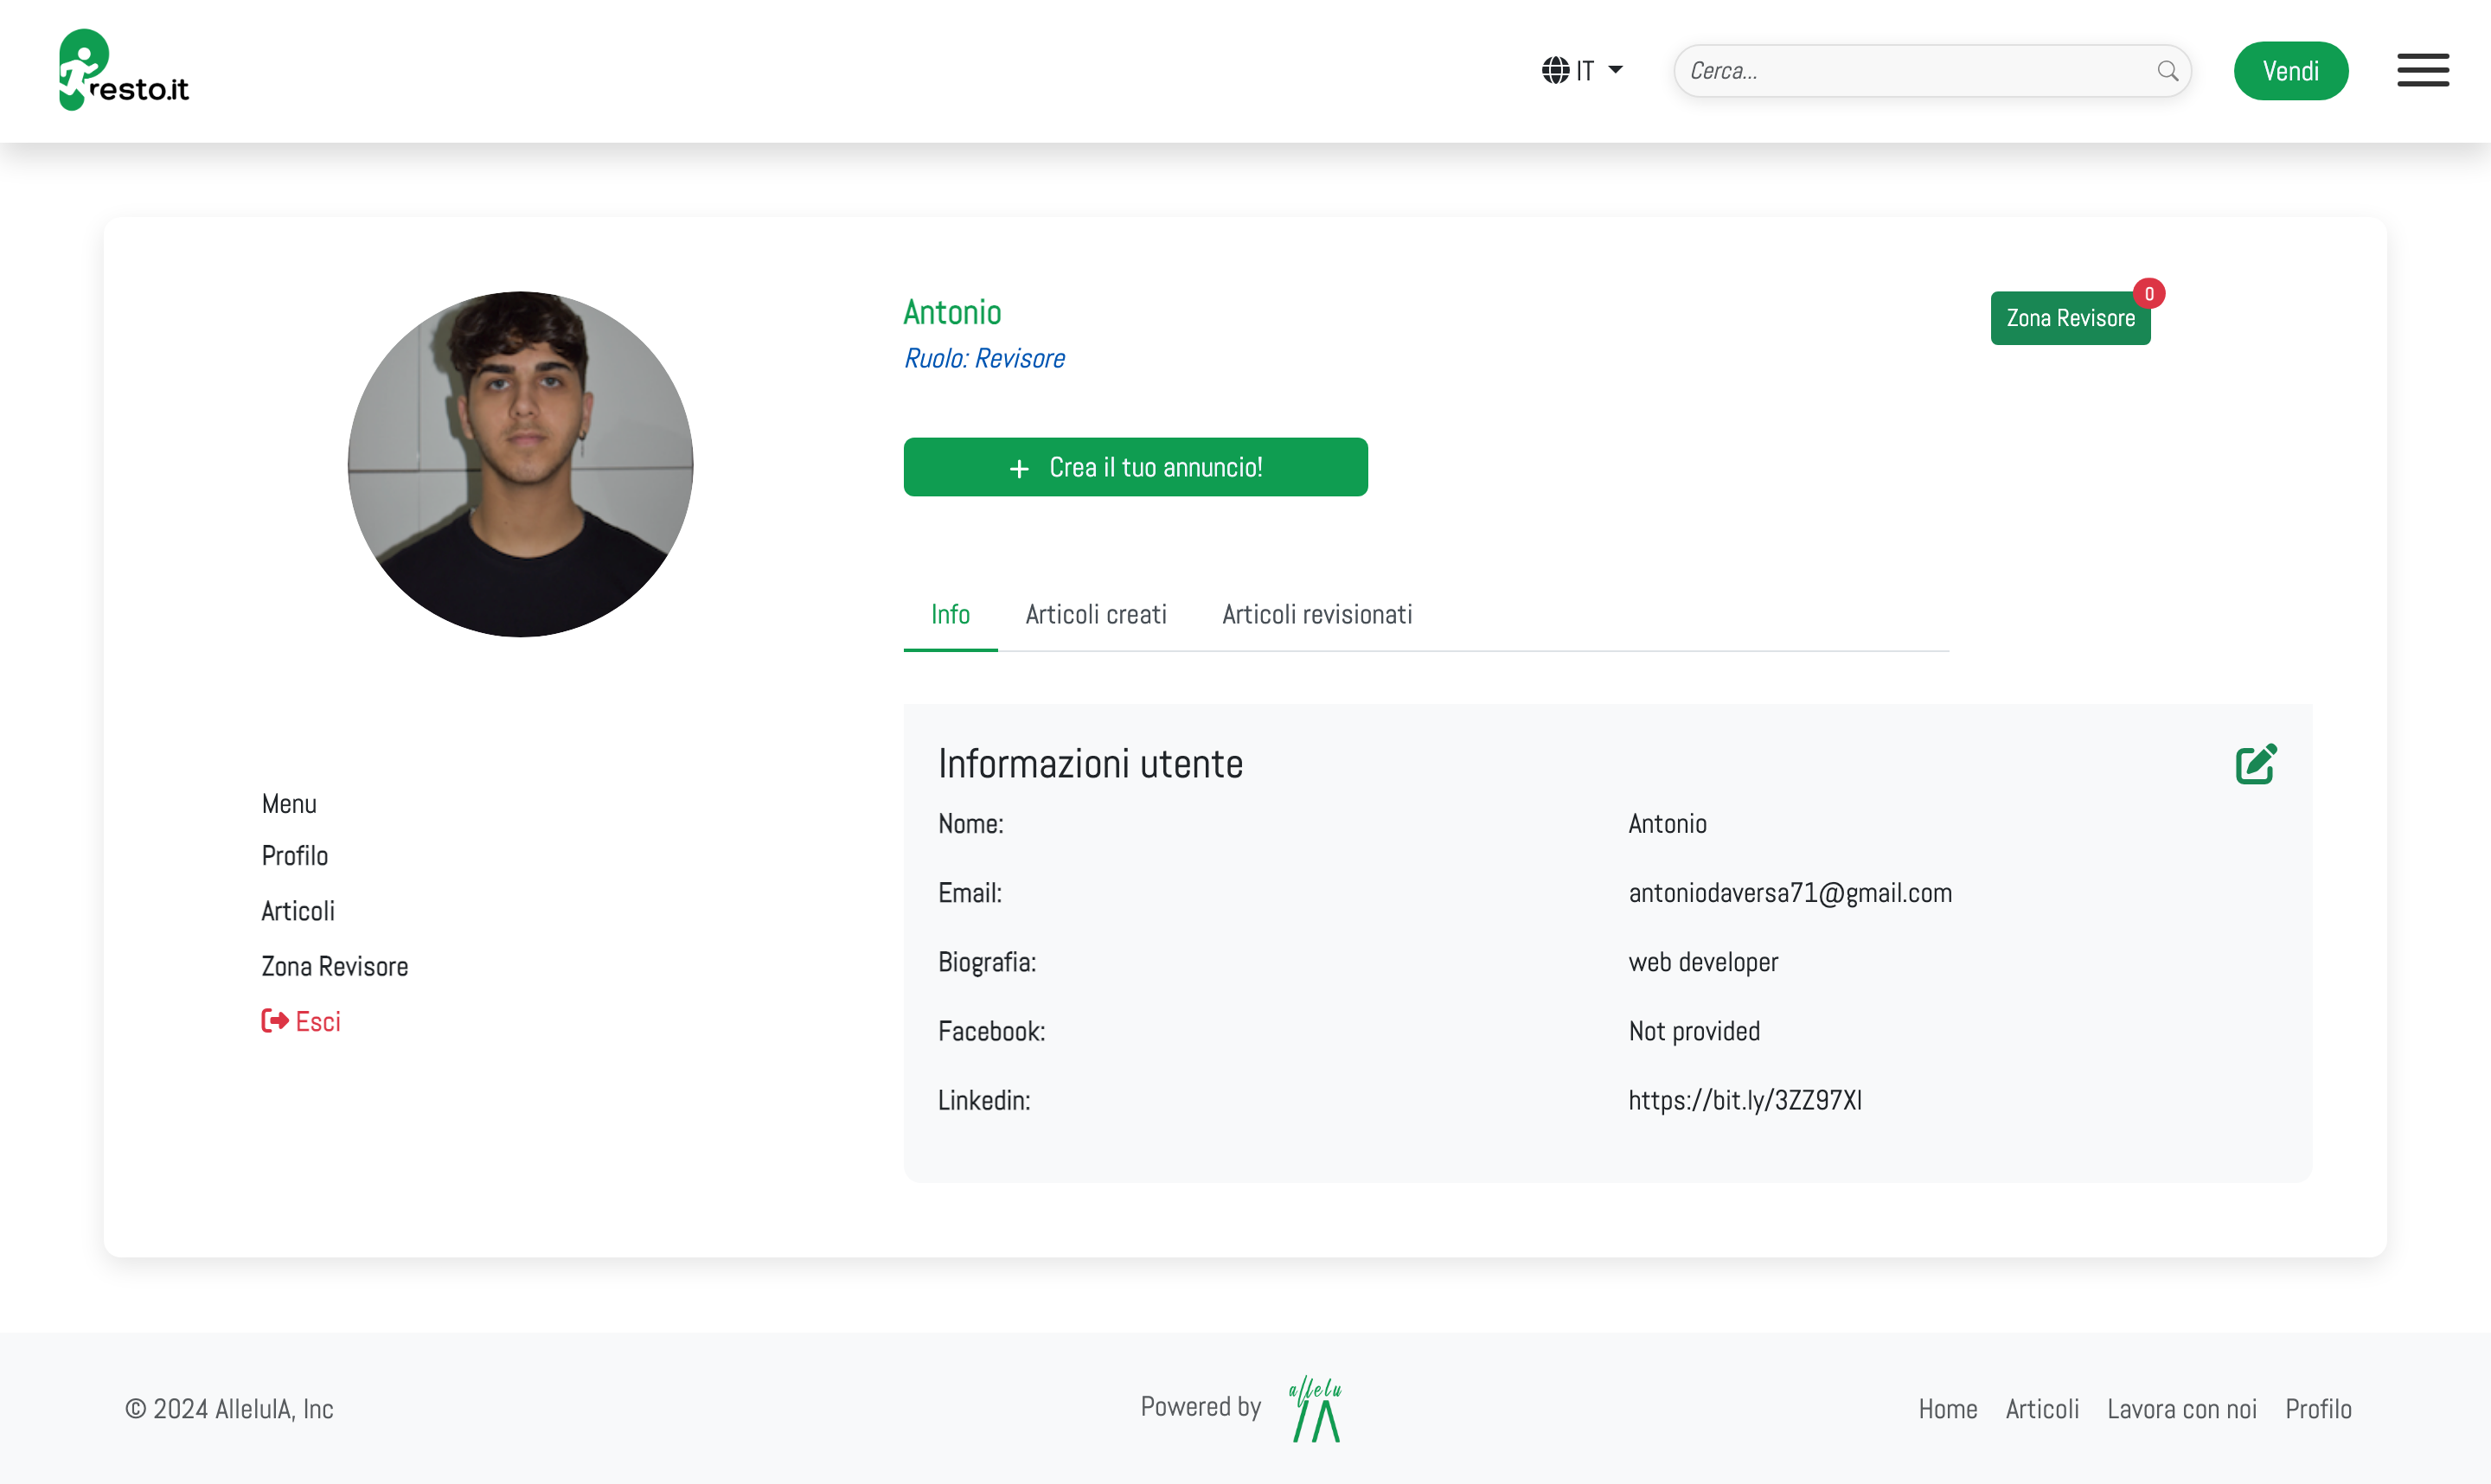 resto.it
IT
Cerca...
Vendi
Antonio
Ruolo: Revisore
Zona Revisore
0
+ Crea il tuo annuncio!
Info
Articoli creati
Articoli revisionati
Menu
Profilo
Articoli
Zona Revisore
Esci
Informazioni utente
Nome: Antonio
Email: antoniodaversa71@gmail.com
Biografia: web developer
Facebook: Not provided
Linkedin: https://bit.ly/3ZZ97XI
© 2024 AlleluIA, Inc
Powered by
allelu
IA
Home
Articoli
Lavora con noi
Profilo